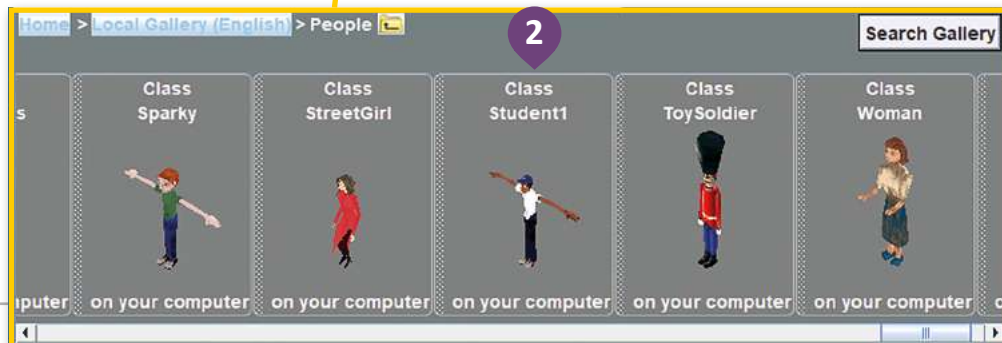 Home > Local Gallery (English) > People
2
Search Gallery
s
Class
Sparky
on your computer
Class
StreetGirl
on your computer
Class
Student1
on your computer
Class
ToySoldier
on your computer
Class
Woman
on your computer
nputer